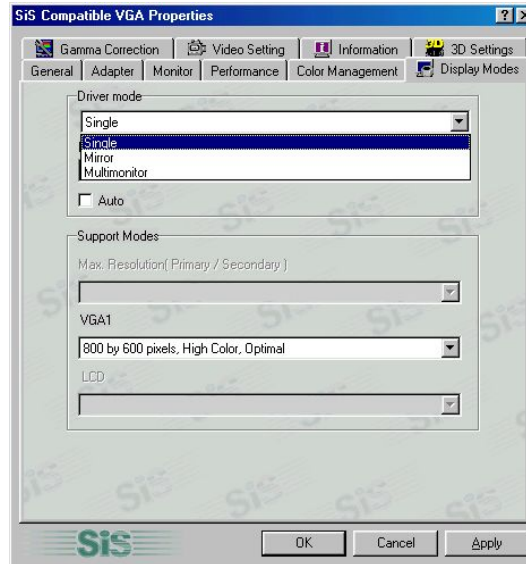 SiS Compatible VGA Properties
Gamma Correction
Video Setting
Information
3D Settings
General
Adapter
Monitor
Performance
Color Management
Display Modes
Driver mode
Single
Single
Mirror
Multimonitor
Auto
Support Modes
Max. Resolution( Primary / Secondary )
VGA1
800 by 600 pixels, High Color, Optimal
LCD
SiS
OK
Cancel
Apply